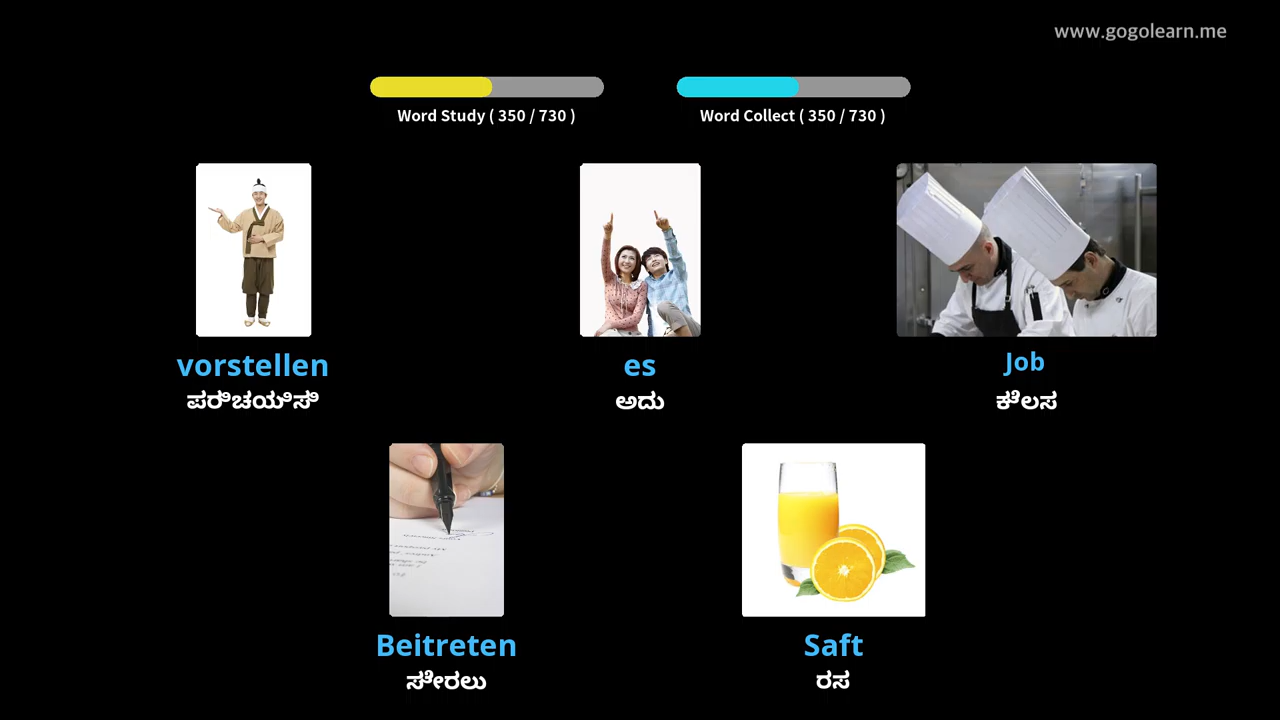 www.gogolearn.me
Word Study ( 350 / 730 )
Word Collect ( 350 / 730 )
vorstellen
ಪರಿಚಯಿಸಿ
es
ಅದು
Job
ಕೆಲಸ
Beitreten
ಸೇರಲು
Saft
ರಸ